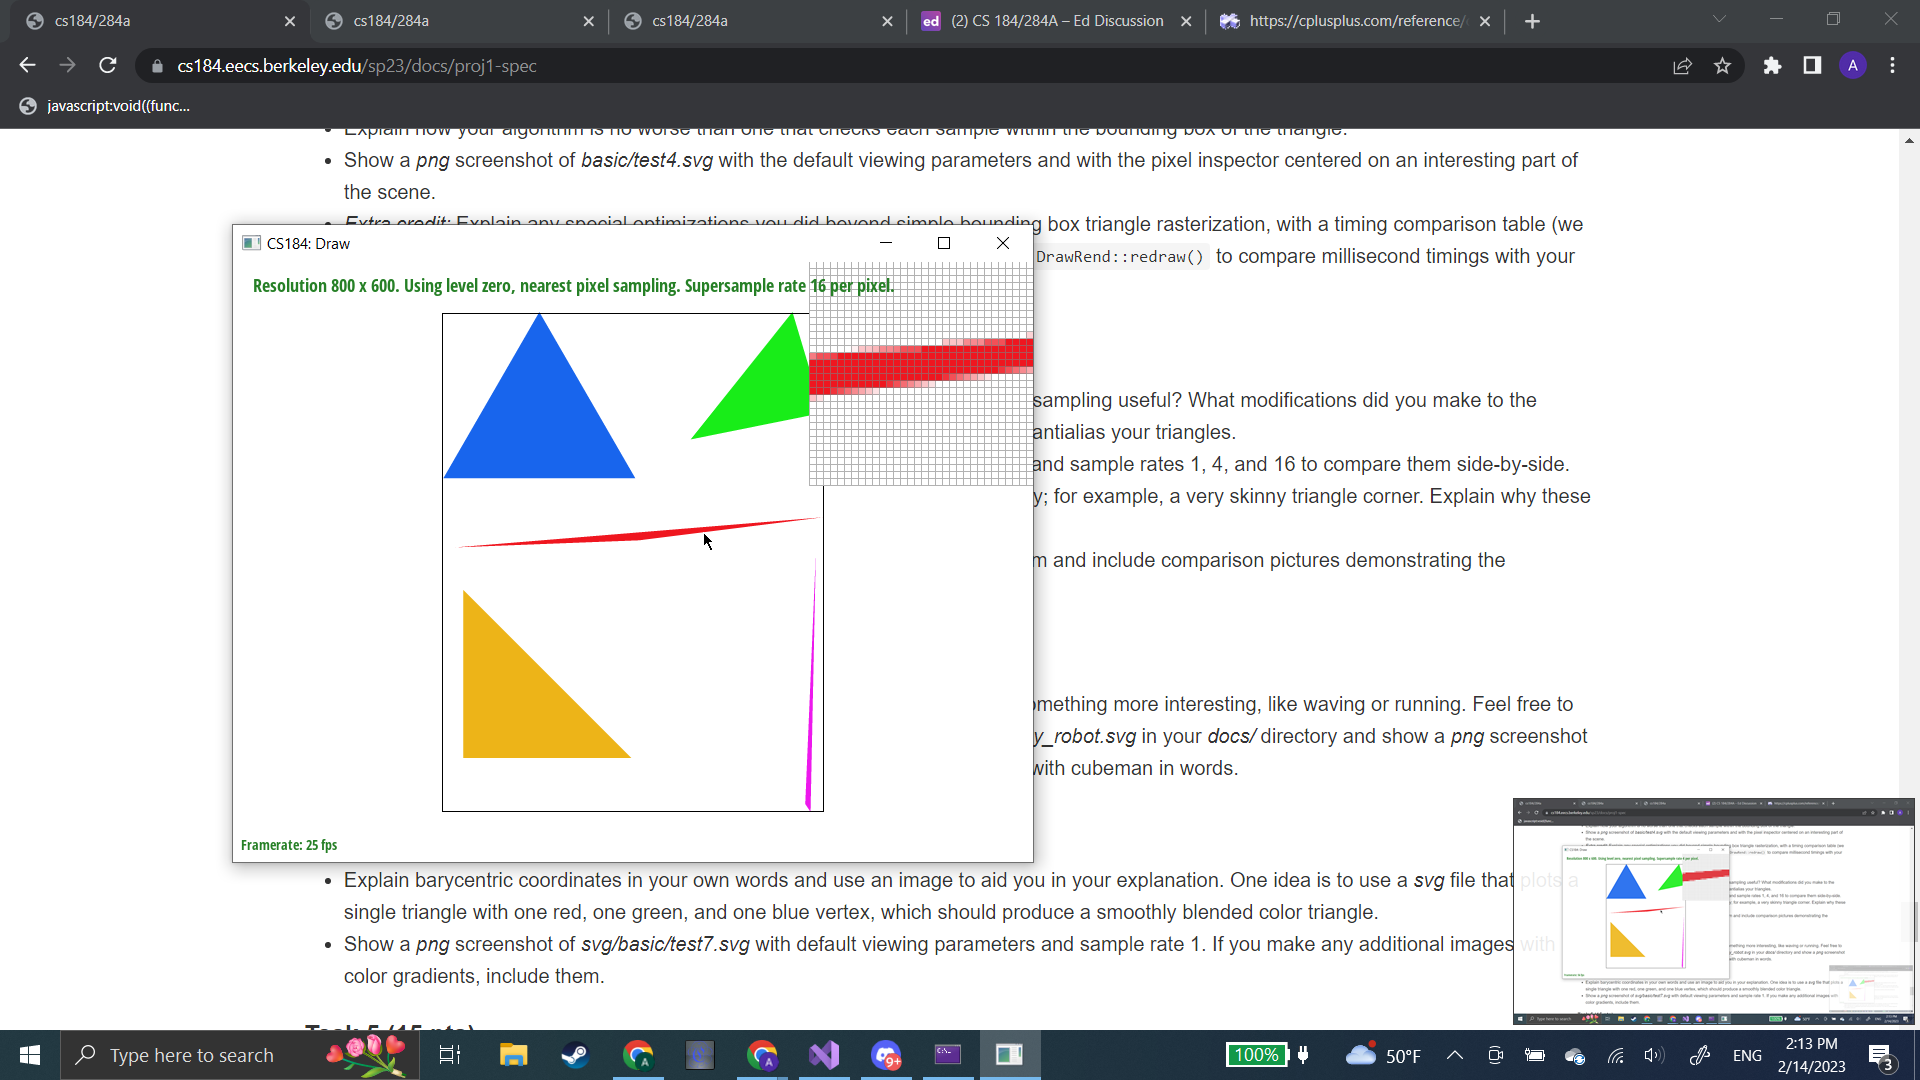 cs184/284a
cs184/284a
cs184/284a
ed (2) CS 184/284A – Ed Discussion
https://cplusplus.com/reference/
cs184.eecs.berkeley.edu/sp23/docs/proj1-spec
A
javascript:void((func...
Explain how your algorithm is no worse than one that checks each sample within the bounding box of the triangle.
Show a png screenshot of basic/test4.svg with the default viewing parameters and with the pixel inspector centered on an interesting part of
the scene.
Extra credit: Explain any special optimizations you did beyond simple bounding box triangle rasterization, with a timing comparison table (we
DrawRend::redraw() to compare millisecond timings with your
CS184: Draw
Resolution 800 x 600. Using level zero, nearest pixel sampling. Supersample rate 16 per pixel.
sampling useful? What modifications did you make to the
antialias your triangles.
and sample rates 1, 4, and 16 to compare them side-by-side.
y; for example, a very skinny triangle corner. Explain why these
m and include comparison pictures demonstrating the
omething more interesting, like waving or running. Feel free to
y_robot.svg in your docs/ directory and show a png screenshot
with cubeman in words.
Framerate: 25 fps
Explain barycentric coordinates in your own words and use an image to aid you in your explanation. One idea is to use a svg file that plots a
single triangle with one red, one green, and one blue vertex, which should produce a smoothly blended color triangle.
Show a png screenshot of svg/basic/test7.svg with default viewing parameters and sample rate 1. If you make any additional images with
color gradients, include them.
Task 5 (15 pts)
Type here to search
A
A
9+
100%
50°F
ENG
2:13 PM
2/14/2023
3